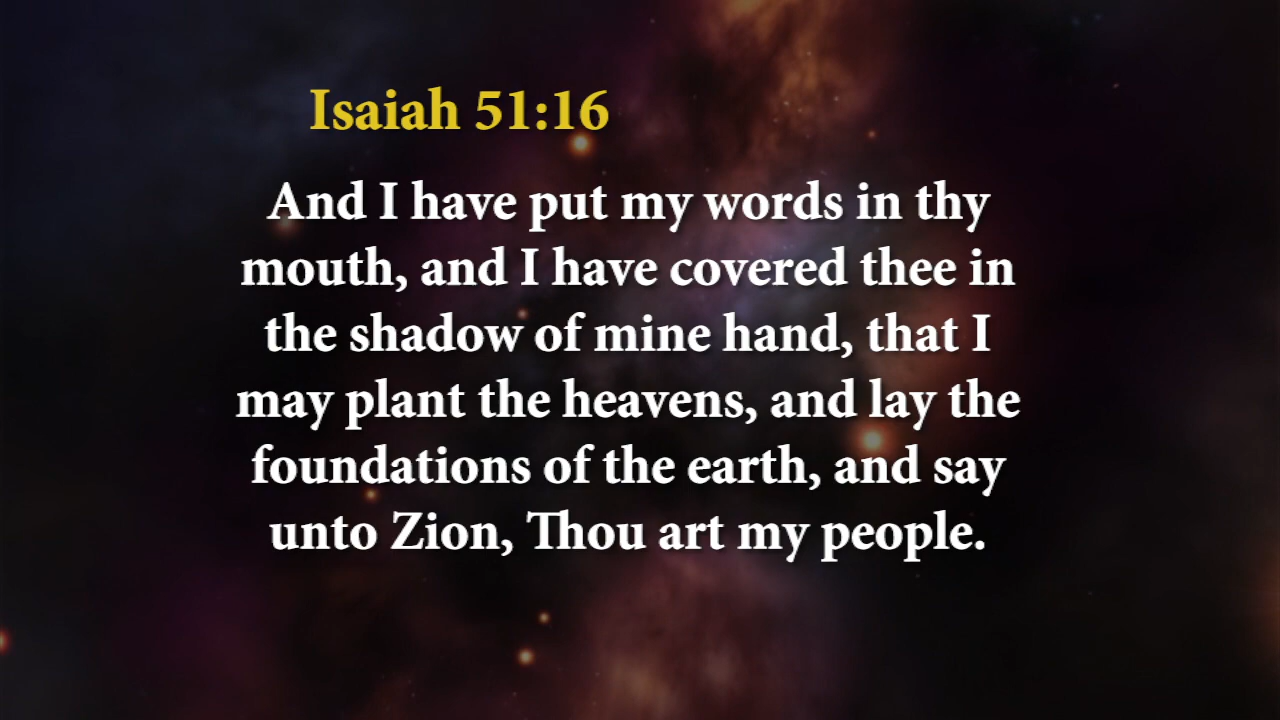 Isaiah 51:16
And I have put my words in thy
mouth, and I have covered thee in
the shadow of mine hand, that I
may plant the heavens, and lay the
foundations of the earth, and say
unto Zion, Thou art my people.